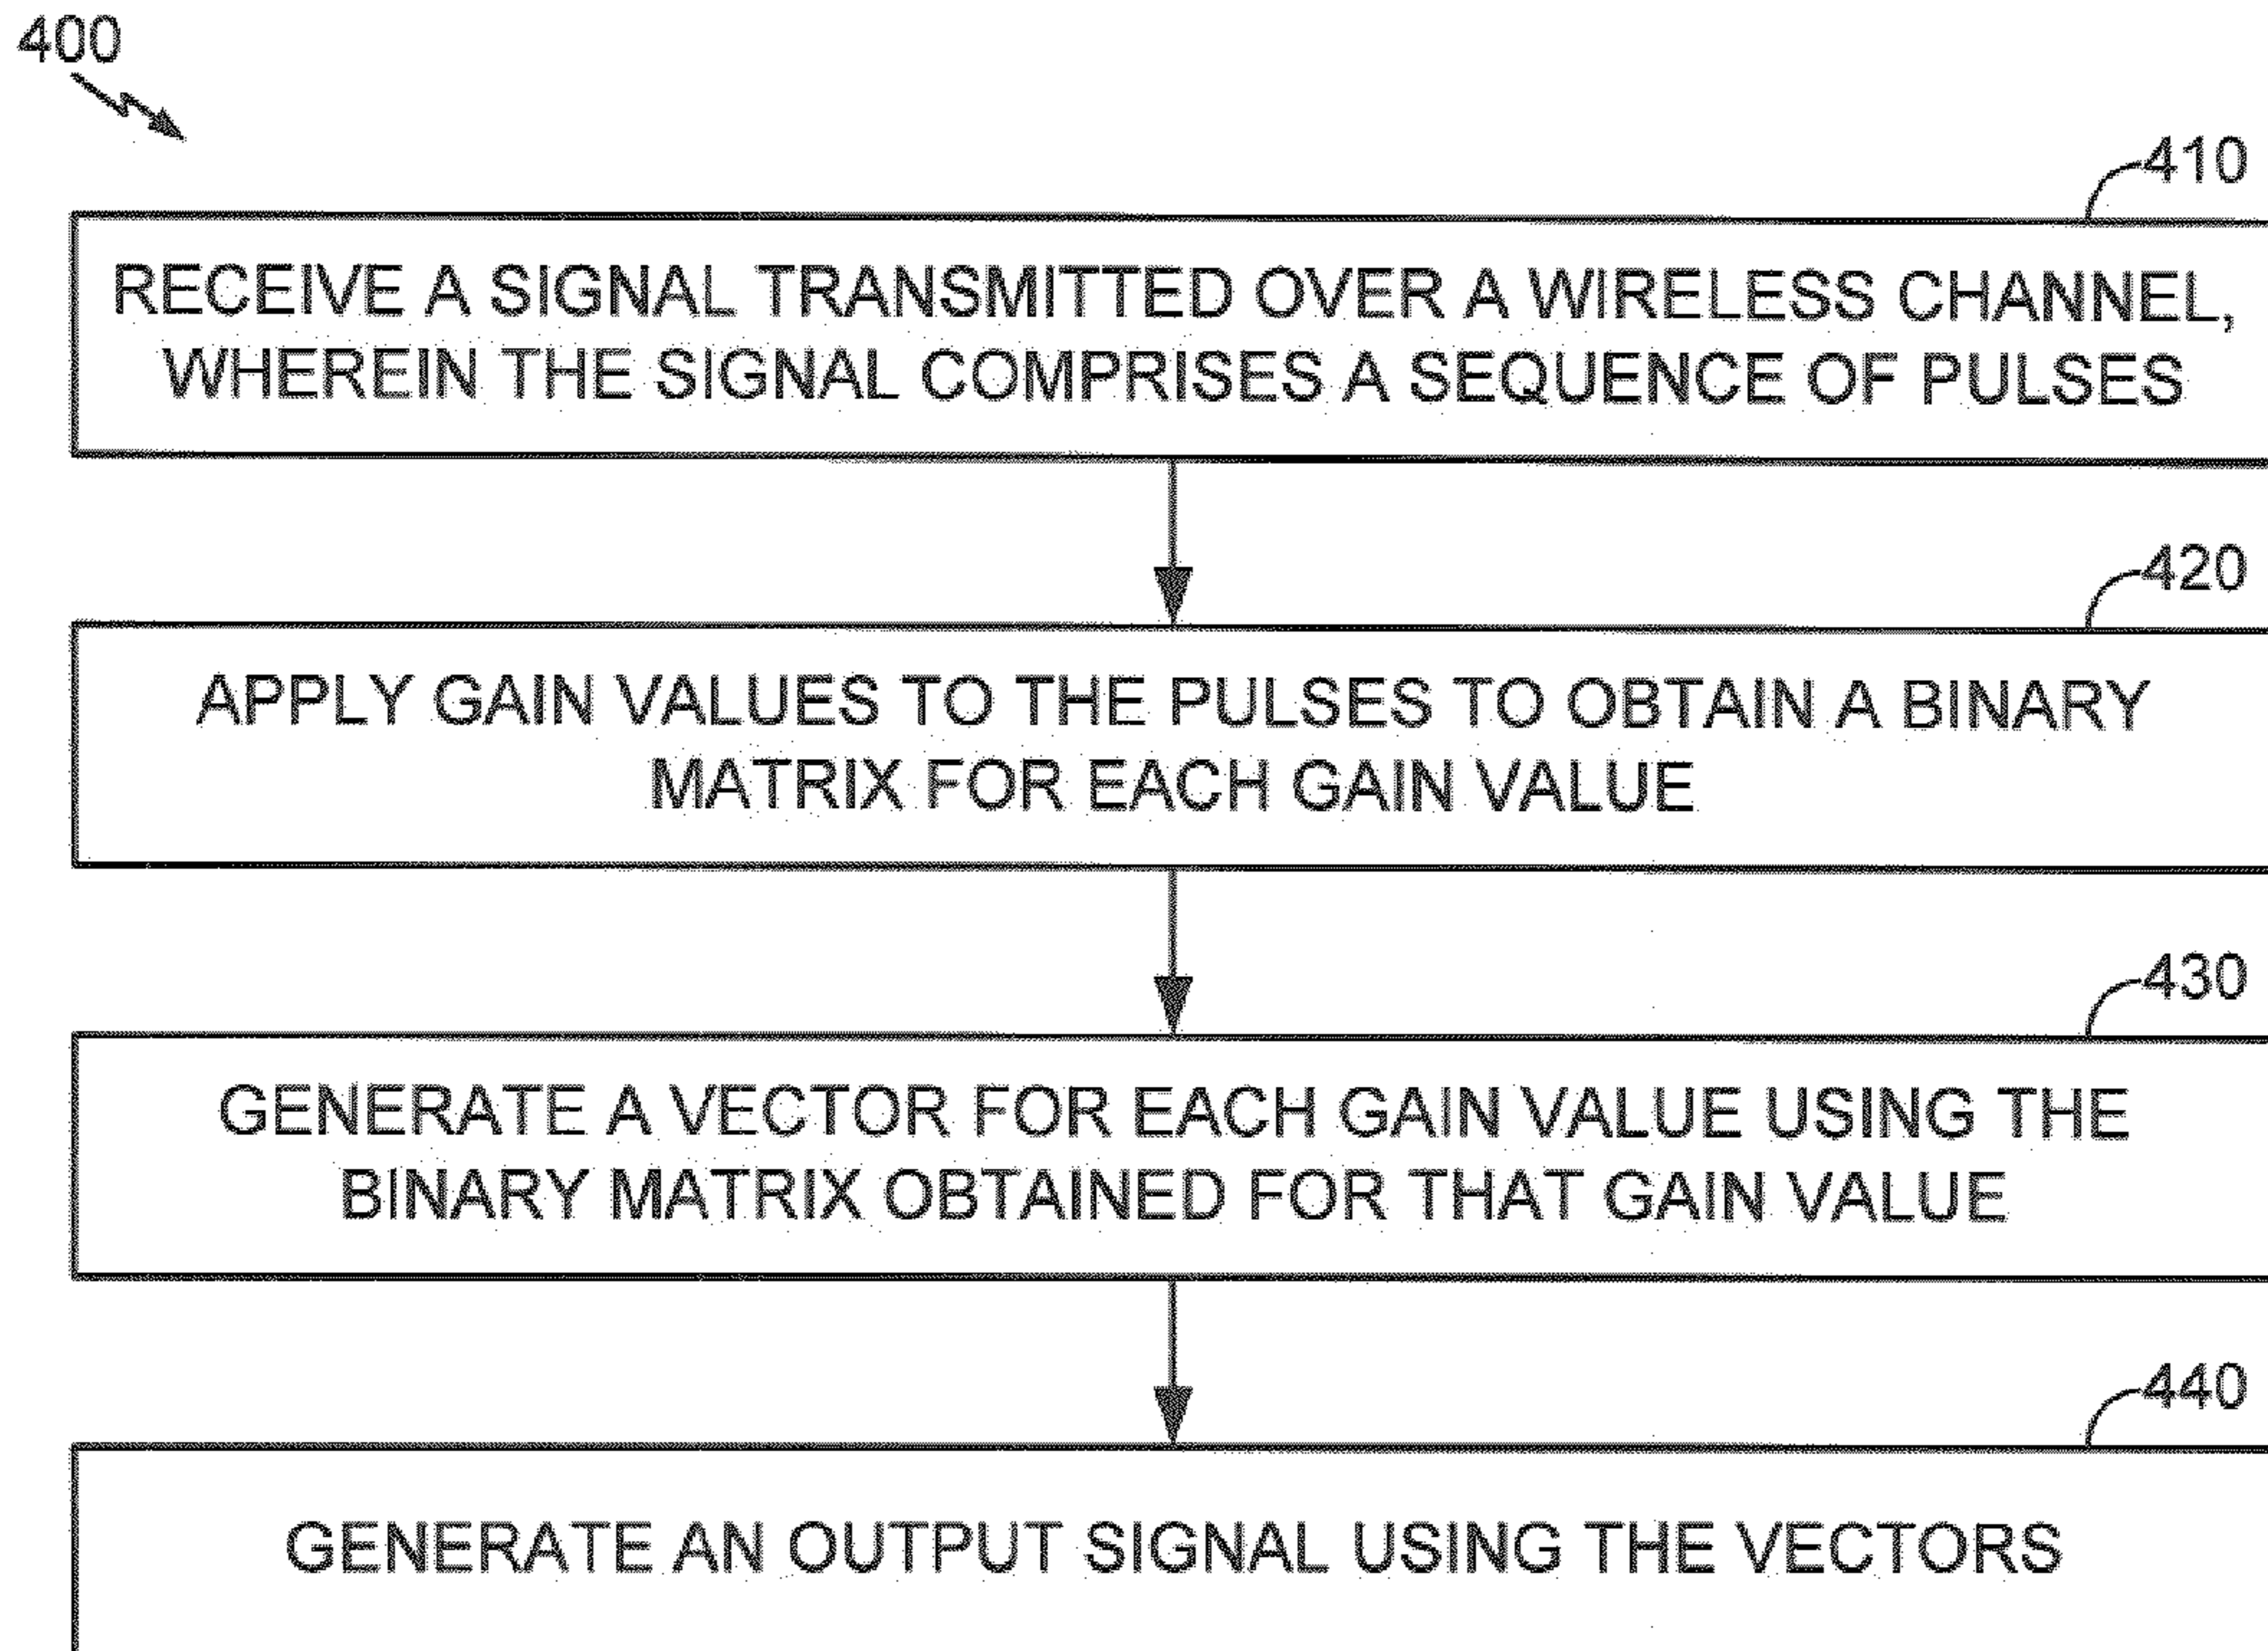 400
410
RECEIVE A SIGNAL TRANSMITTED OVER A WIRELESS CHANNEL,
WHEREIN THE SIGNAL COMPRISES A SEQUENCE OF PULSES
420
APPLY GAIN VALUES TO THE PULSES TO OBTAIN A BINARY
MATRIX FOR EACH GAIN VALUE
430
GENERATE A VECTOR FOR EACH GAIN VALUE USING THE
BINARY MATRIX OBTAINED FOR THAT GAIN VALUE
440
GENERATE AN OUTPUT SIGNAL USING THE VECTORS